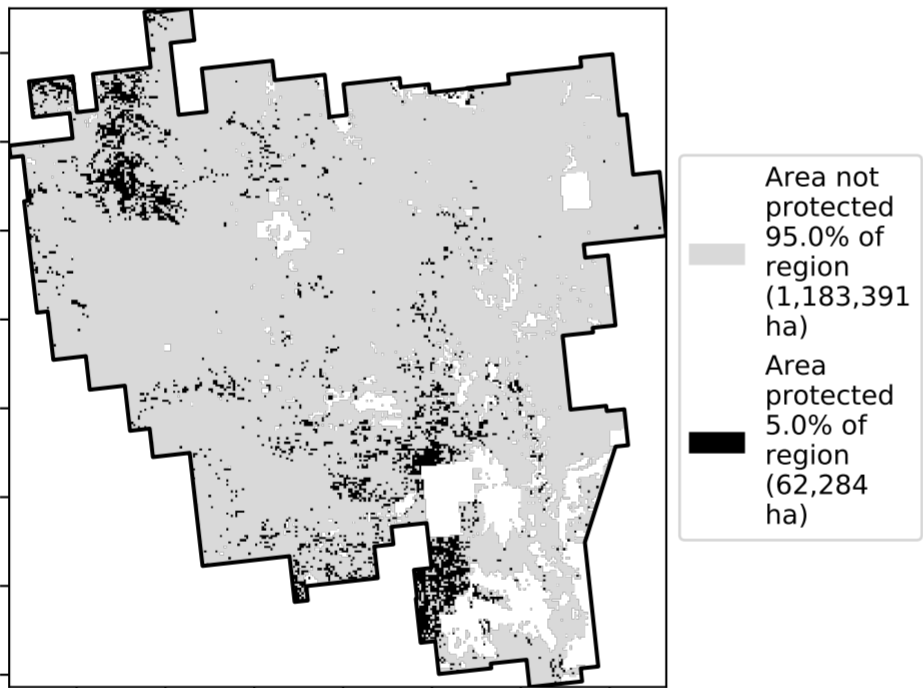 Area not
protected
95.0% of
region
(1,183,391
ha)
Area
protected
5.0% of
region
(62,284
ha)